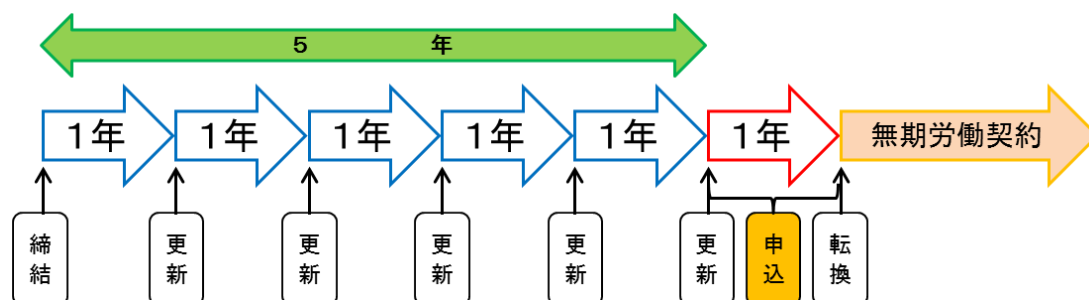 ５　年
１年 １年 １年 １年 １年 １年 無期労働契約
締結 更新 更新 更新 更新 更新 申込 転換